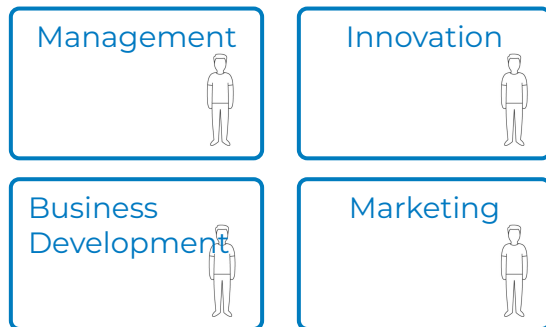 Management
Innovation
Business
Development
Marketing